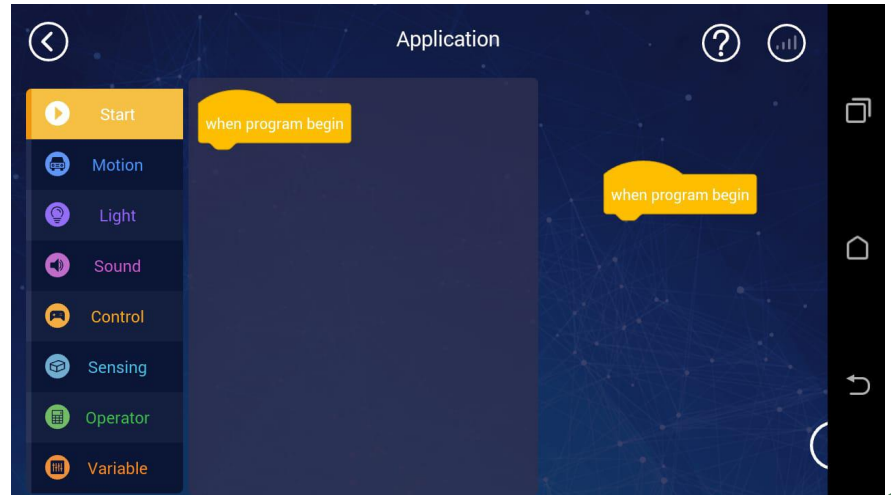 Application
?
Start
Motion
Light
Sound
Control
Sensing
Operator
Variable
when program begin
when program begin